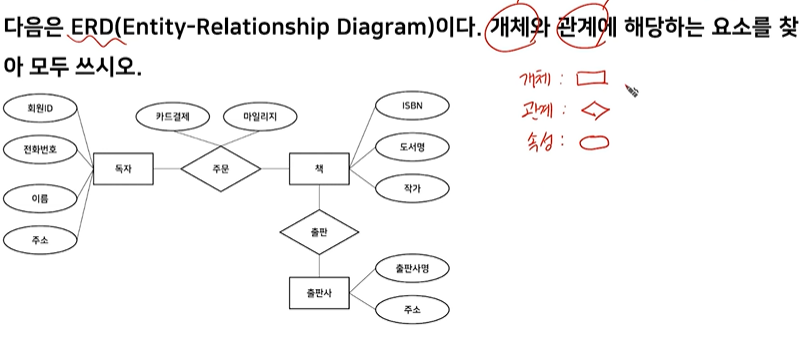 다음은 ERD(Entity-Relationship Diagram)이다. 개체와 관계에 해당하는 요소를 찾
아 모두 쓰시오.
개체 :
관계 :
속성 :
회원ID
전화번호
이름
주소
카드결제
마일리지
독자
주문
책
ISBN
도서명
작가
출판
출판사
출판사명
주소